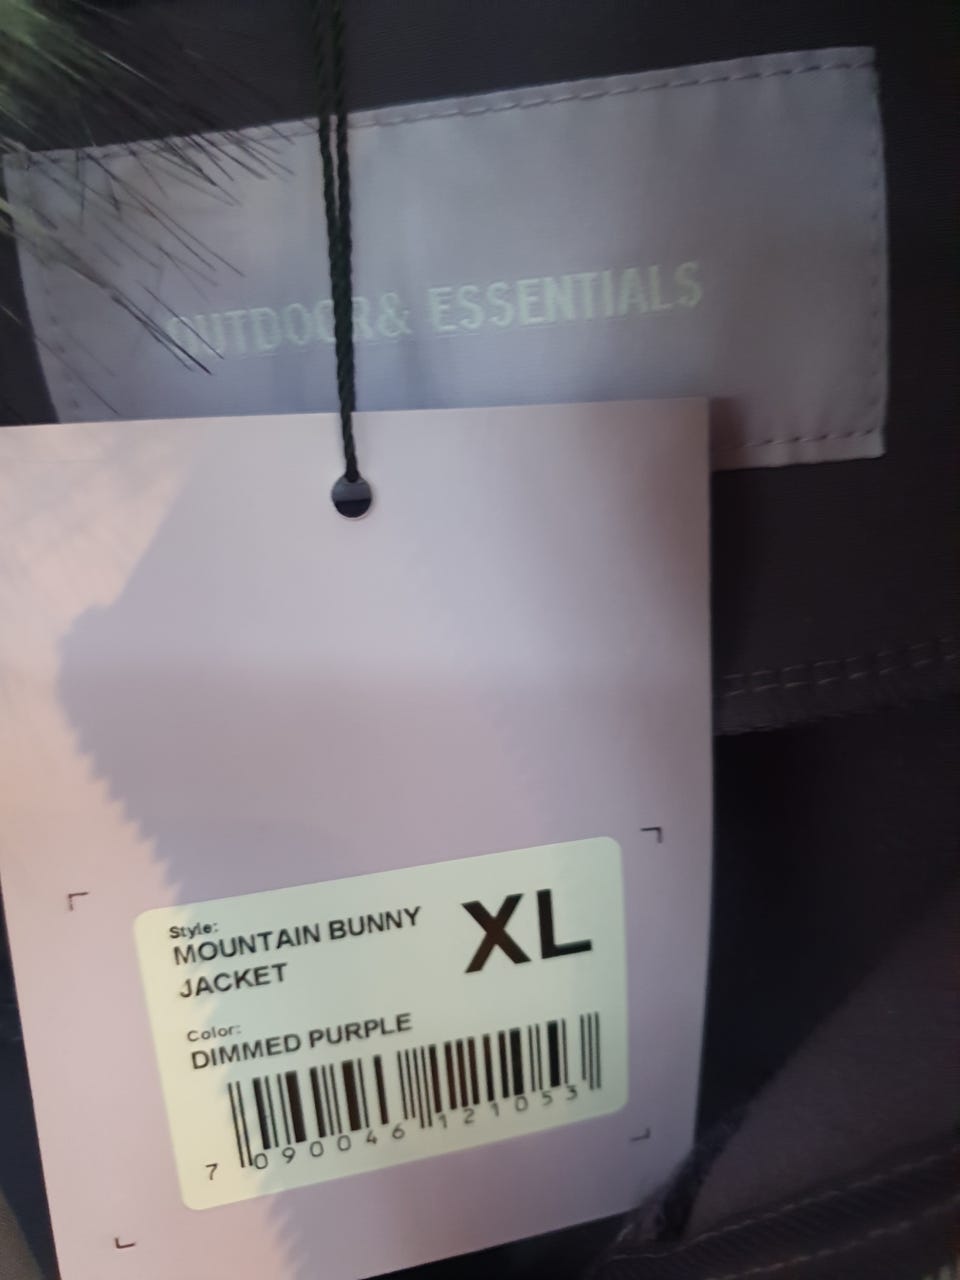 OUTDOOR& ESSENTIALS
Style:
MOUNTAIN BUNNY
JACKET
XL
Color:
DIMMED PURPLE
7 090046 121053